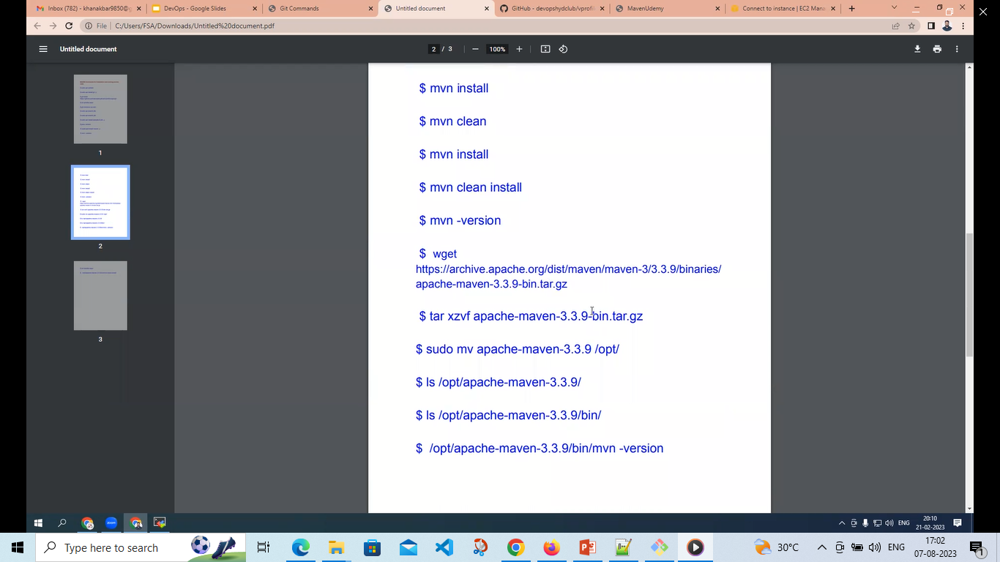 Inbox (782) - khanakbar9850@g
DevOps - Google Slides
Git Commands
Untitled document
GitHub - devopshydclub/vprofil
MavenUdemy
Connect to instance | EC2 Mana
File
C:/Users/FSA/Downloads/Untitled%20document.pdf
Untitled document
2 / 3
100%
1
2
3
$ mvn install
$ mvn clean
$ mvn install
$ mvn clean install
$ mvn -version
$ wget
https://archive.apache.org/dist/maven/maven-3/3.3.9/binaries/
apache-maven-3.3.9-bin.tar.gz
$ tar xzvf apache-maven-3.3.9-bin.tar.gz
$ sudo mv apache-maven-3.3.9 /opt/
$ ls /opt/apache-maven-3.3.9/
$ ls /opt/apache-maven-3.3.9/bin/
$ /opt/apache-maven-3.3.9/bin/mvn -version
zoom
ENG
20:10
21-02-2023
Type here to search
30°C
ENG
17:02
07-08-2023
1